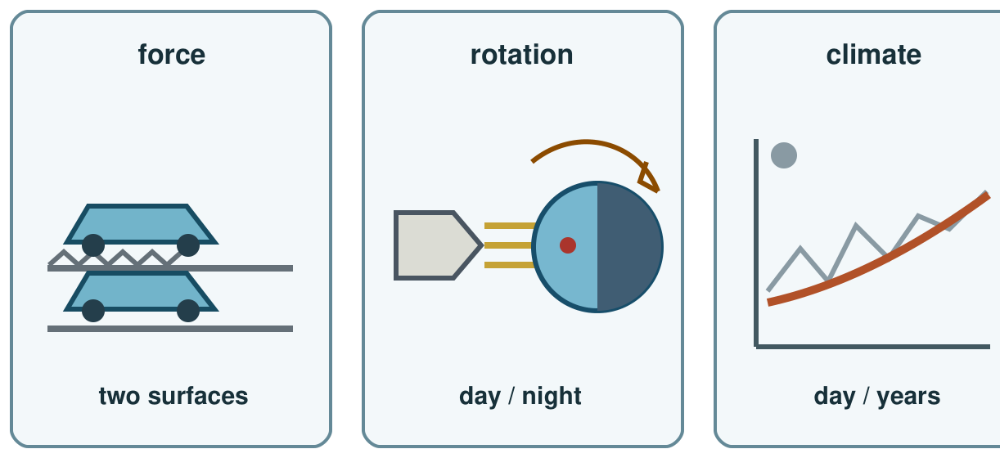 force
two surfaces
rotation
day / night
climate
day / years